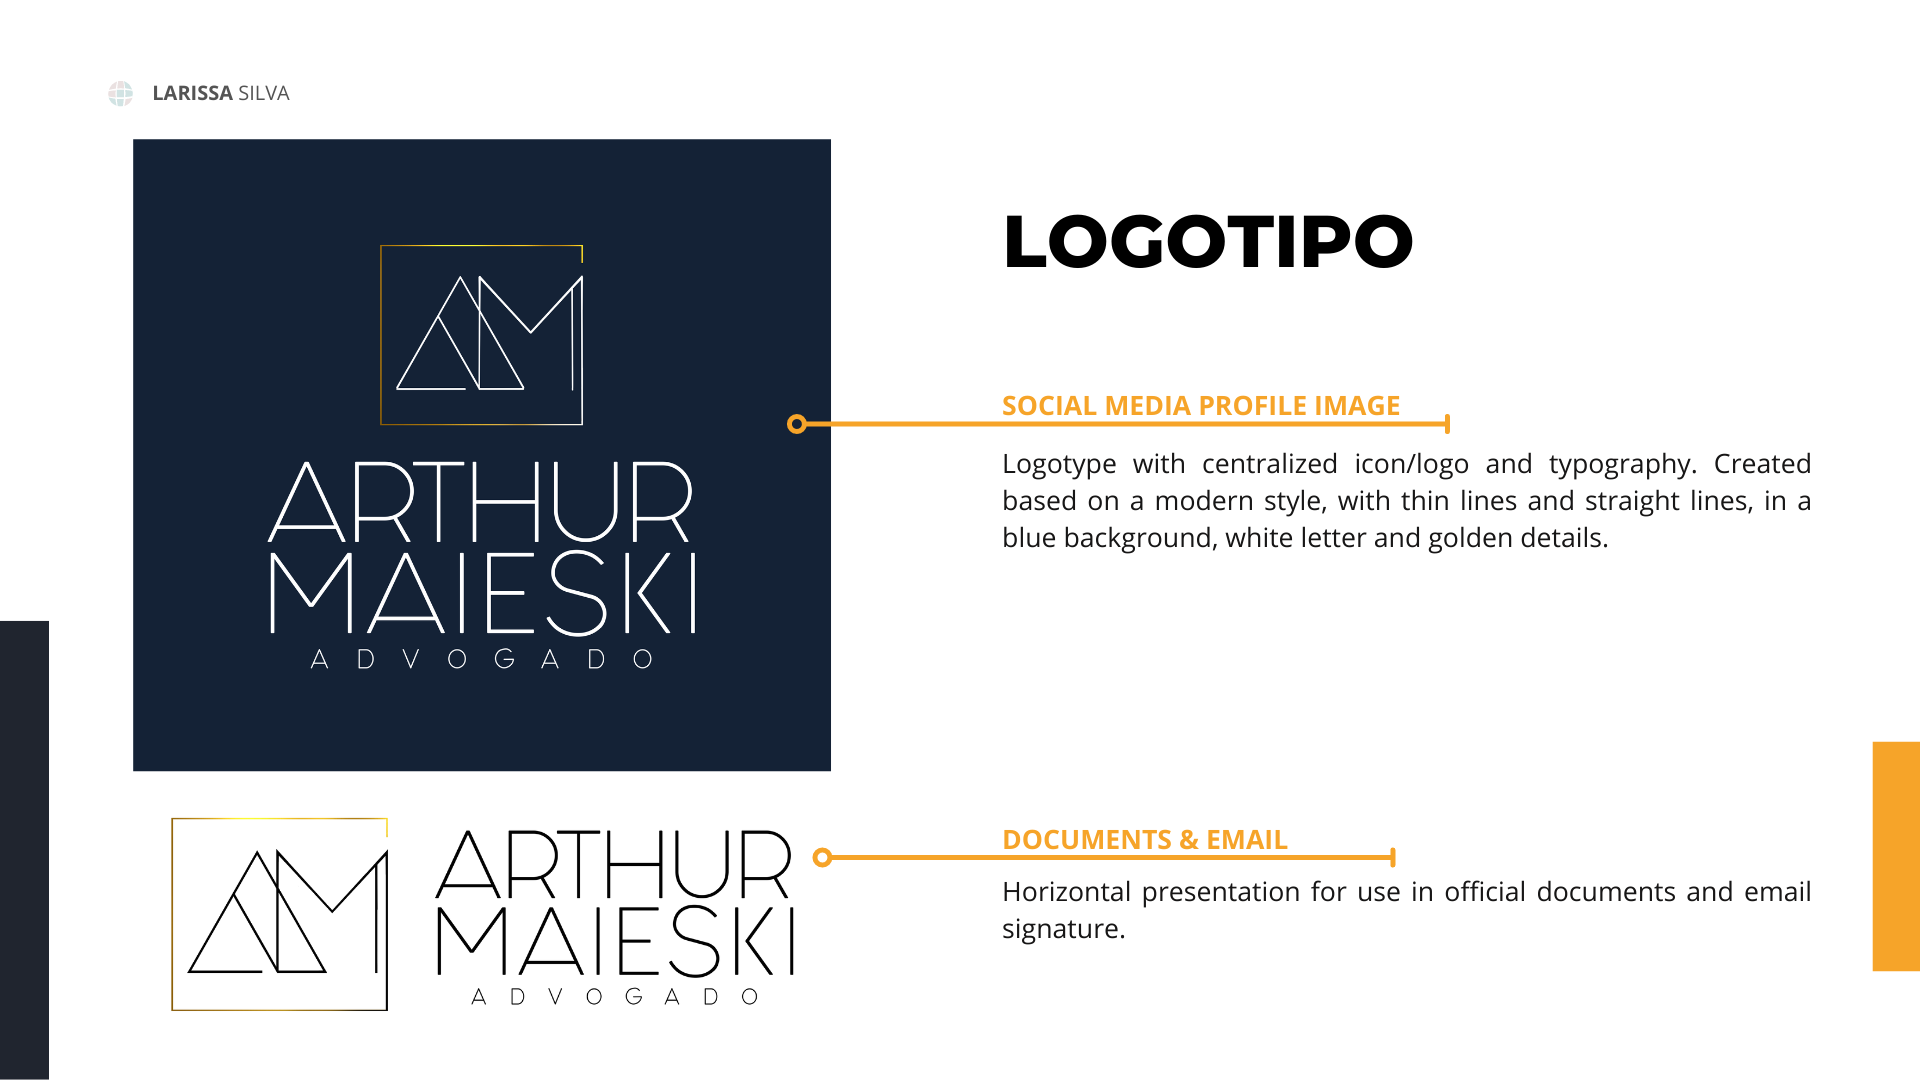 LARISSA SILVA
AM
ARTHUR
MAIESKI
ADVOGADO
LOGOTIPO
SOCIAL MEDIA PROFILE IMAGE
Logotype with centralized icon/logo and typography. Created
based on a modern style, with thin lines and straight lines, in a
blue background, white letter and golden details.
AM
ARTHUR
MAIESKI
ADVOGADO
DOCUMENTS & EMAIL
Horizontal presentation for use in official documents and email
signature.